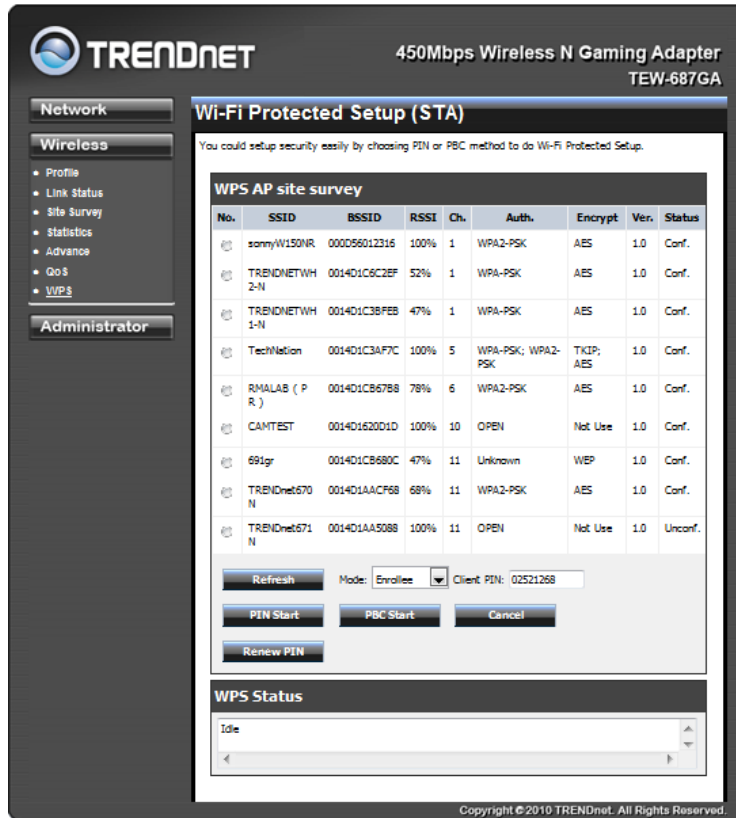 TRENDNET
450Mbps Wireless N Gaming Adapter
TEW-687GA
Network
Wireless
Profile
Link Status
Site Survey
Statistics
Advance
QoS
WPS
Administrator
Wi-Fi Protected Setup (STA)
You could setup security easily by choosing PIN or PBC method to do Wi-Fi Protected Setup.
WPS AP site survey
No. SSID BSSID RSSI Ch. Auth. Encrypt Ver. Status
sonnyW150NR 000D56012316 100% 1 WPA2-PSK AES 1.0 Conf.
TRENDNETWH 0014D1C6C2EF 52% 1 WPA-PSK AES 1.0 Conf.
2-N
TRENDNETWH 0014D1C3BFEB 47% 1 WPA-PSK AES 1.0 Conf.
1-N
TechNation 0014D1C3AF7C 100% 5 WPA-PSK; WPA2- TKIP; 1.0 Conf.
PSK AES
RMALAB ( P 0014D1CB67B8 78% 6 WPA2-PSK AES 1.0 Conf.
R )
CAMTEST 0014D1620D1D 100% 10 OPEN Not Use 1.0 Conf.
691gr 0014D1CB680C 47% 11 Unknown WEP 1.0 Conf.
TRENDnet670 0014D1AACF68 68% 11 WPA2-PSK AES 1.0 Conf.
N
TRENDnet671 0014D1AA5088 100% 11 OPEN Not Use 1.0 Unconf.
N
Refresh Mode: Enrollee Client PIN: 02521268
PIN Start PBC Start Cancel
Renew PIN
WPS Status
Idle
Copyright © 2010 TRENDnet. All Rights Reserved.